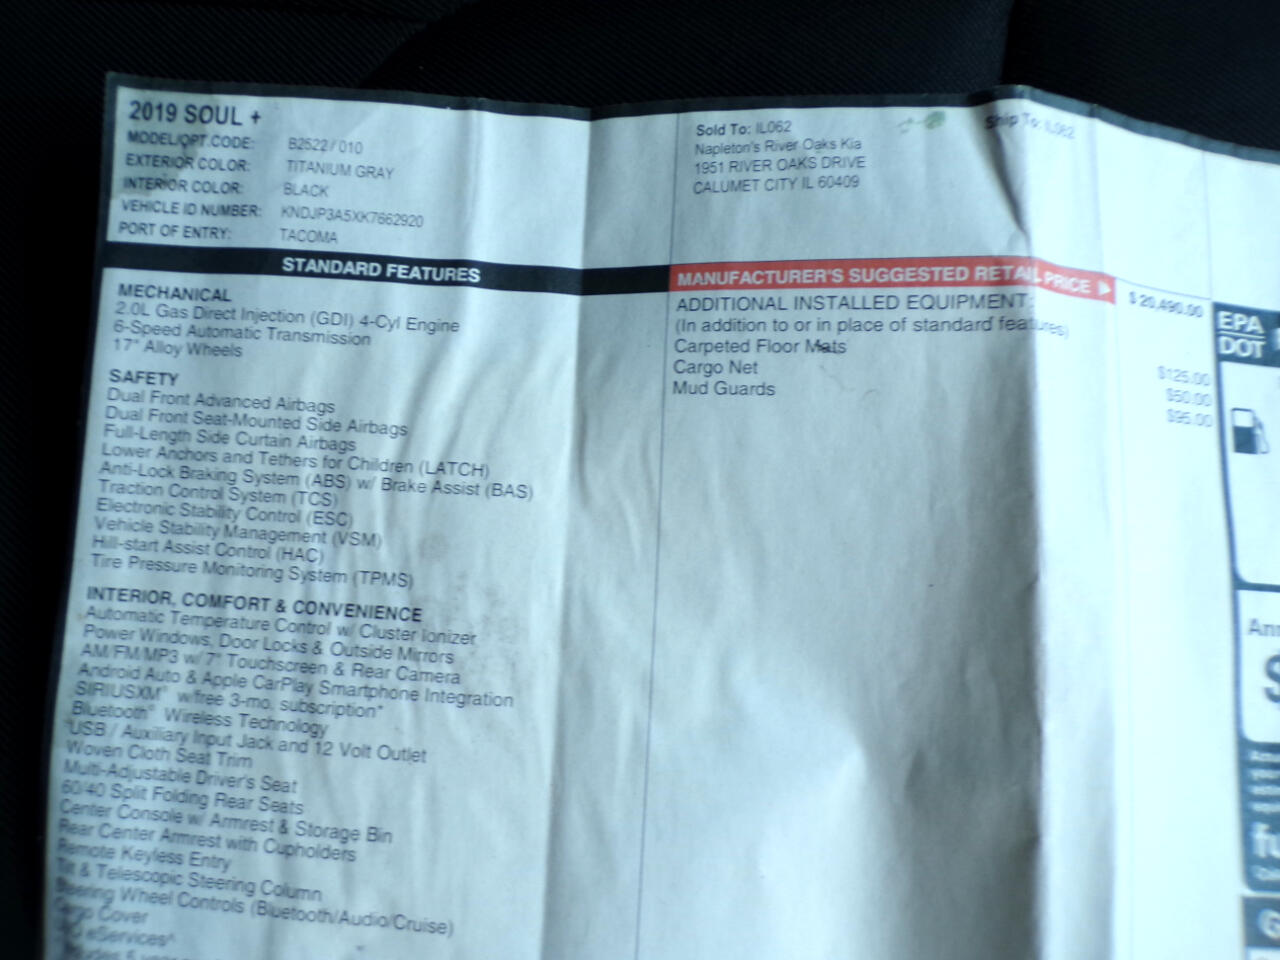 2019 SOUL +
MODEL/OPT.CODE: B2522 / 010
EXTERIOR COLOR: TITANIUM GRAY
INTERIOR COLOR: BLACK
VEHICLE ID NUMBER: KNDJP3A5XK7662920
PORT OF ENTRY: TACOMA
Sold To: IL062
Napleton's River Oaks Kia
1951 RIVER OAKS DRIVE
CALUMET CITY IL 60409
Ship To: IL062
STANDARD FEATURES
MECHANICAL
2.0L Gas Direct Injection (GDI) 4-Cyl Engine
6-Speed Automatic Transmission
17" Alloy Wheels
SAFETY
Dual Front Advanced Airbags
Dual Front Seat-Mounted Side Airbags
Full-Length Side Curtain Airbags
Lower Anchors and Tethers for Children (LATCH)
Anti-Lock Braking System (ABS) w/ Brake Assist (BAS)
Traction Control System (TCS)
Electronic Stability Control (ESC)
Vehicle Stability Management (VSM)
Hill-start Assist Control (HAC)
Tire Pressure Monitoring System (TPMS)
INTERIOR, COMFORT & CONVENIENCE
Automatic Temperature Control w/ Cluster Ionizer
Power Windows, Door Locks & Outside Mirrors
AM/FM/MP3 w/ 7" Touchscreen & Rear Camera
Android Auto & Apple CarPlay Smartphone Integration
SIRIUSXM® w/free 3-mo. subscription*
Bluetooth® Wireless Technology
USB / Auxiliary Input Jack and 12 Volt Outlet
Woven Cloth Seat Trim
Multi-Adjustable Driver's Seat
60/40 Split Folding Rear Seats
Center Console w/ Armrest & Storage Bin
Rear Center Armrest with Cupholders
Remote Keyless Entry
Tilt & Telescopic Steering Column
Steering Wheel Controls (Bluetooth/Audio/Cruise)
Cargo Cover
eServices^
MANUFACTURER'S SUGGESTED RETAIL PRICE $ 20,490.00
ADDITIONAL INSTALLED EQUIPMENT:
(In addition to or in place of standard features)
Carpeted Floor Mats $125.00
Cargo Net $50.00
Mud Guards $95.00
EPA
DOT